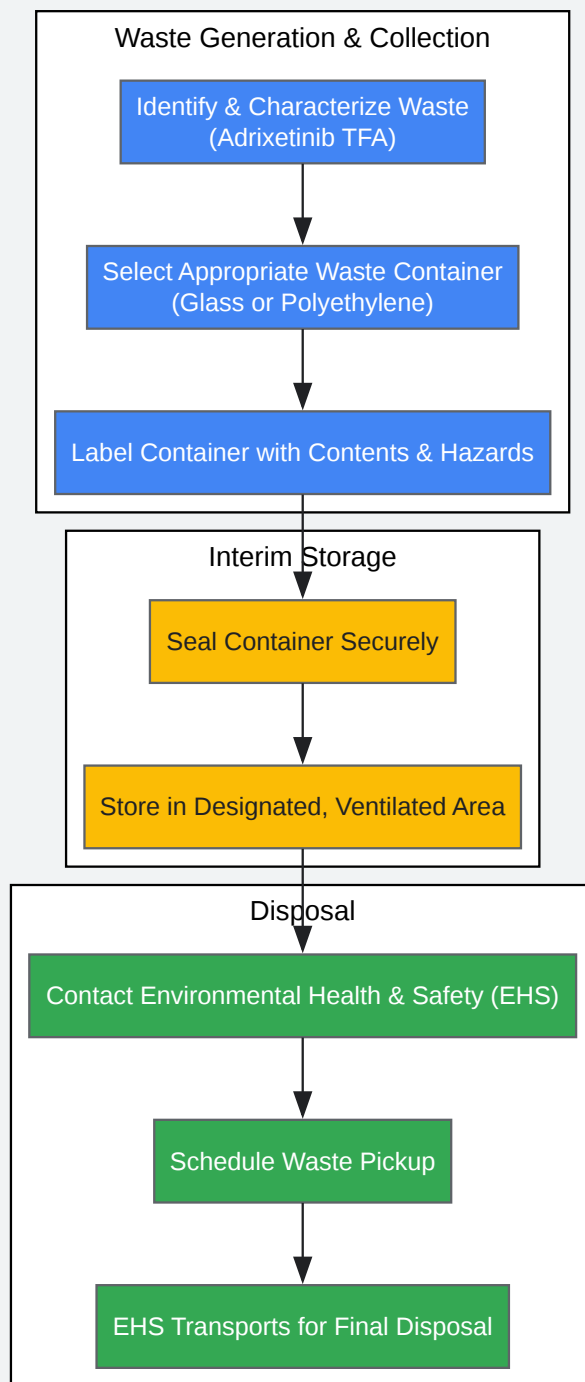 Waste Generation & Collection
Identify & Characterize Waste
(Adrixetinib TFA)
Select Appropriate Waste Container
(Glass or Polyethylene)
Label Container with Contents & Hazards
Interim Storage
Seal Container Securely
Store in Designated, Ventilated Area
Disposal
Contact Environmental Health & Safety (EHS)
Schedule Waste Pickup
EHS Transports for Final Disposal